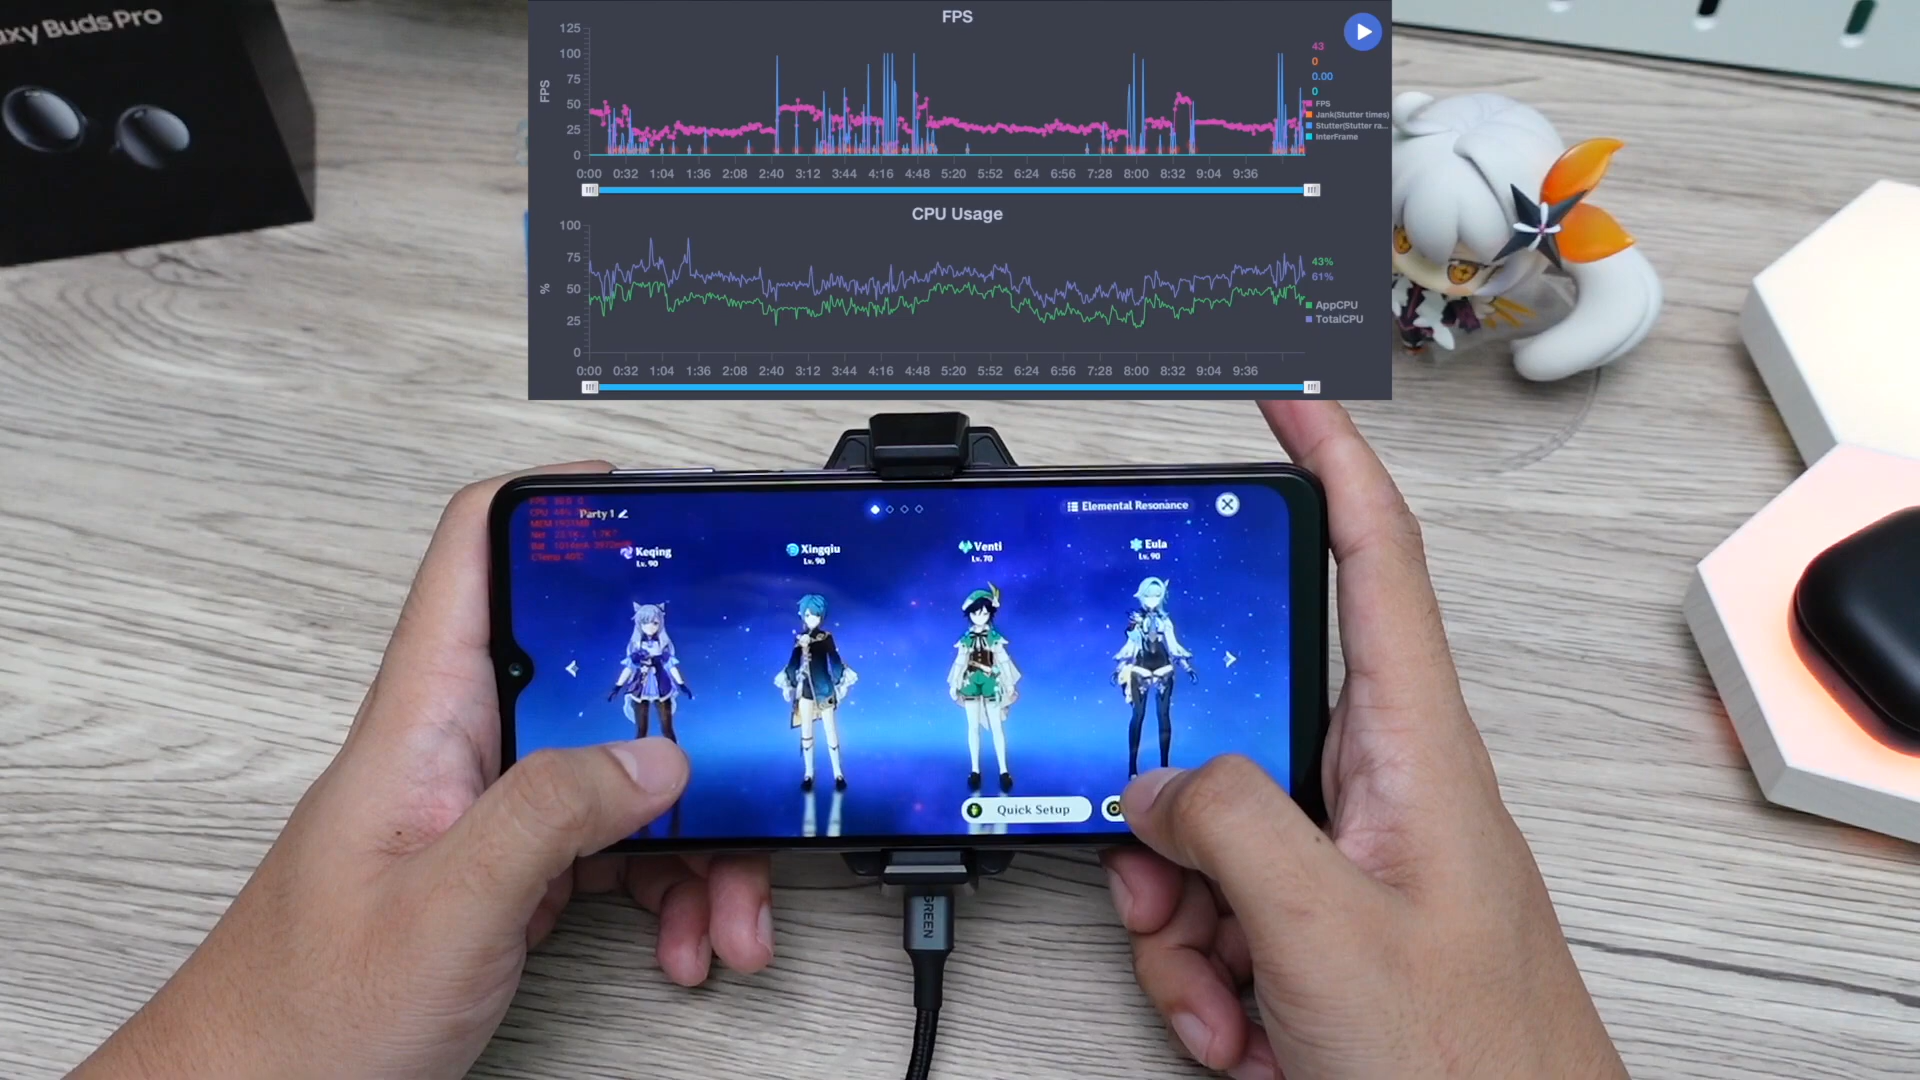 xy Buds Pro
FPS
125
100
75
50
25
0
FPS
43
0
0.00
0
FPS
Jank(Stutter times)
Stutter(Stutter ra...
InterFrame
0:00 0:32 1:04 1:36 2:08 2:40 3:12 3:44 4:16 4:48 5:20 5:52 6:24 6:56 7:28 8:00 8:32 9:04 9:36
CPU Usage
100
75
50
25
0
%
43%
61%
AppCPU
TotalCPU
0:00 0:32 1:04 1:36 2:08 2:40 3:12 3:44 4:16 4:48 5:20 5:52 6:24 6:56 7:28 8:00 8:32 9:04 9:36
Party 1
Elemental Resonance
Keqing
Lv. 90
Xingqiu
Lv. 90
Venti
Lv. 70
Eula
Lv. 90
Quick Setup
GREEN